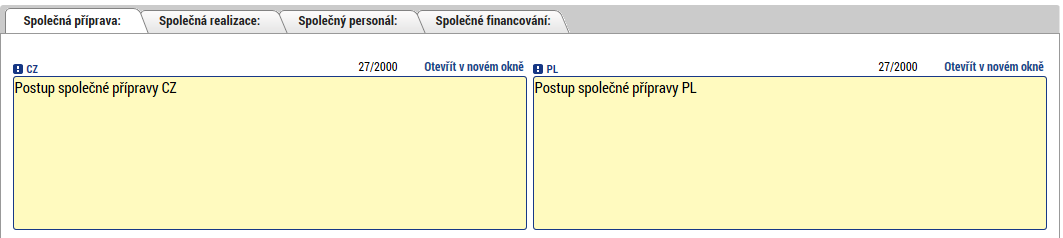 Společná příprava: Společná realizace: Společný personál: Společné financování:
CZ 27/2000 Otevřít v novém okně PL 27/2000 Otevřít v novém okně
Postup společné přípravy CZ Postup společné přípravy PL